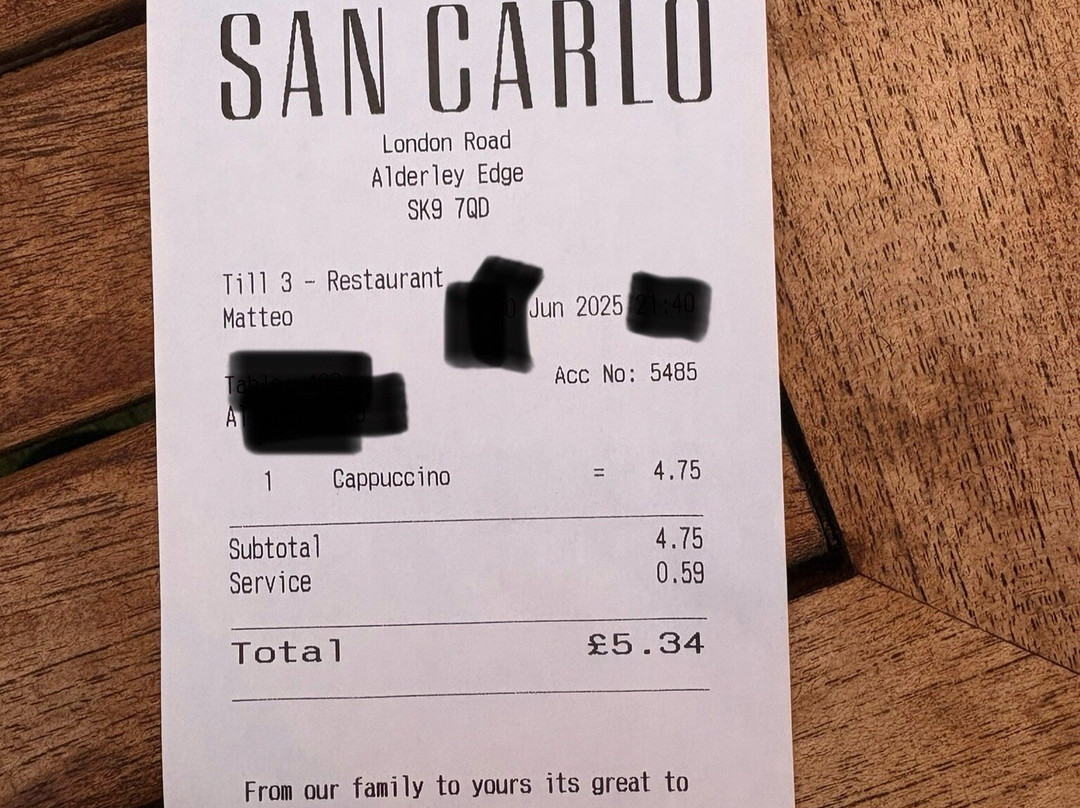 SAN CARLO
London Road
Alderley Edge
SK9 7QD
Till 3 - Restaurant
Matteo
Jun 2025 21:40
Acc No: 5485
1 Cappuccino = 4.75
Subtotal 4.75
Service 0.59
Total £5.34
From our family to yours its great to